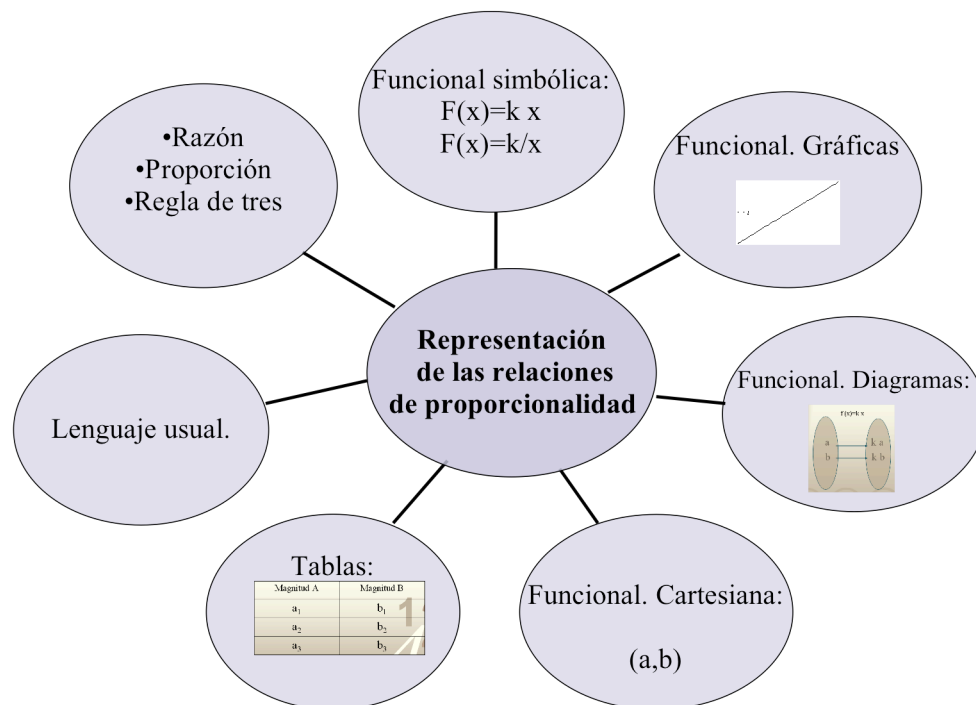 Funcional simbólica:
F(x)=k x
F(x)=k/x
•Razón
•Proporción
•Regla de tres
Funcional. Gráficas
Representación
de las relaciones
de proporcionalidad
Funcional. Diagramas:
F(x)=k x
a k a
b k b
Lenguaje usual.
Tablas:
Magnitud A Magnitud B
a₁ b₁
a₂ b₂
a₃ b₃
Funcional. Cartesiana:
(a,b)